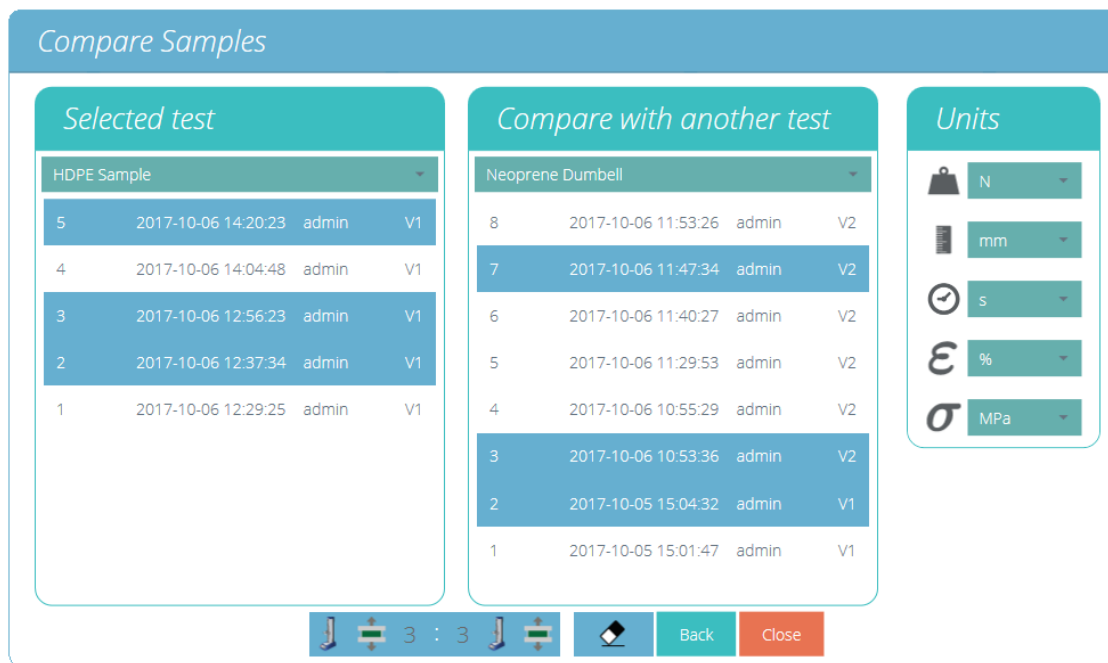 Compare Samples
Selected test
HDPE Sample
5 2017-10-06 14:20:23 admin V1
4 2017-10-06 14:04:48 admin V1
3 2017-10-06 12:56:23 admin V1
2 2017-10-06 12:37:34 admin V1
1 2017-10-06 12:29:25 admin V1
Compare with another test
Neoprene Dumbell
8 2017-10-06 11:53:26 admin V2
7 2017-10-06 11:47:34 admin V2
6 2017-10-06 11:40:27 admin V2
5 2017-10-06 11:29:53 admin V2
4 2017-10-06 10:55:29 admin V2
3 2017-10-06 10:53:36 admin V2
2 2017-10-05 15:04:32 admin V1
1 2017-10-05 15:01:47 admin V1
Units
N
mm
s
ε %
σ MPa
3 : 3
Back
Close